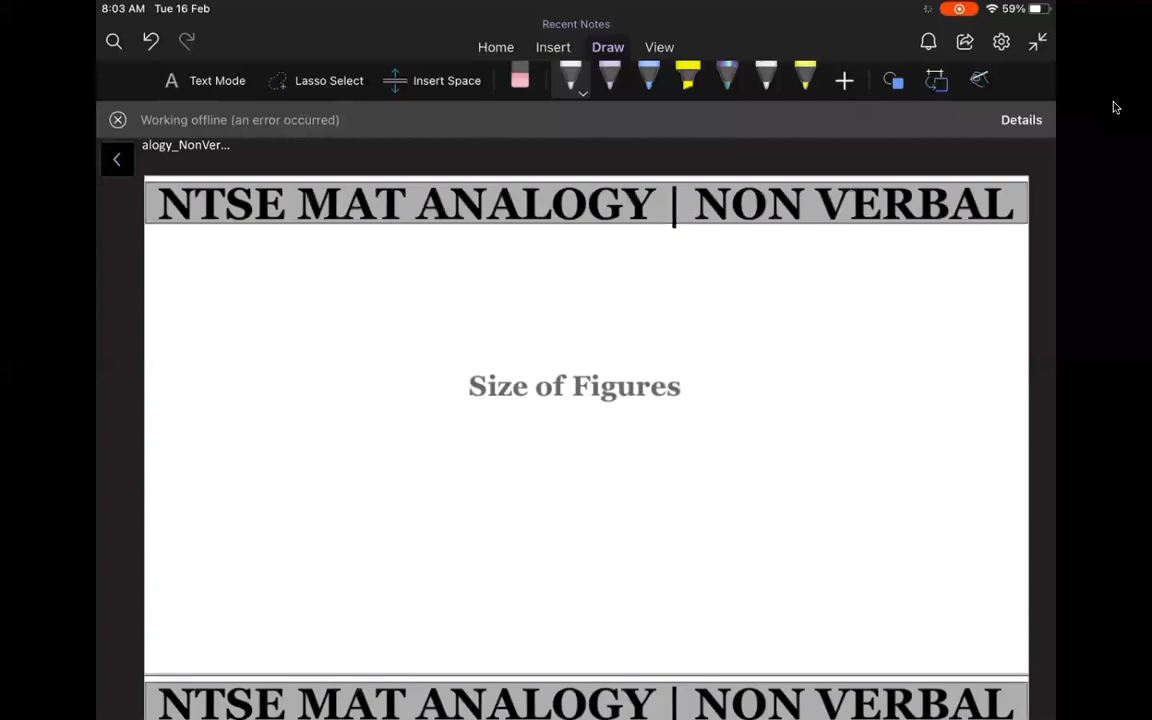 8:03 AM Tue 16 Feb
59%
Recent Notes
Home Insert Draw View
Text Mode Lasso Select Insert Space
Working offline (an error occurred) Details
alogy_NonVer...
NTSE MAT ANALOGY | NON VERBAL
Size of Figures
NTSE MAT ANALOGY | NON VERBAL